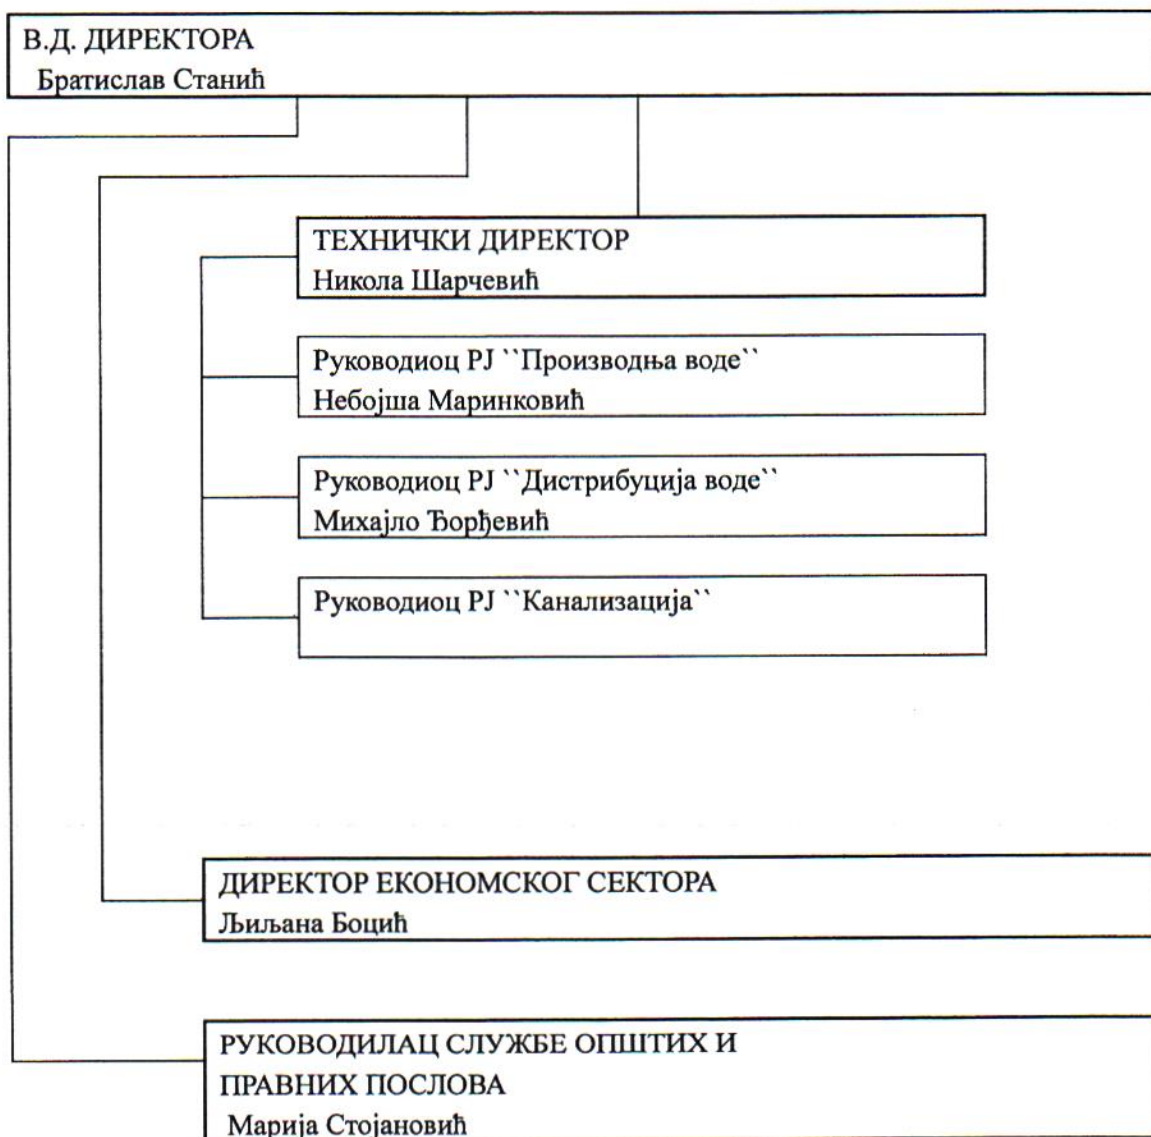 В.Д. ДИРЕКТОРА
Братислав Станић
ТЕХНИЧКИ ДИРЕКТОР
Никола Шарчевић
Руководиоц РЈ ``Производња воде``
Небојша Маринковић
Руководиоц РЈ ``Дистрибуција воде``
Михајло Ђорђевић
Руководиоц РЈ ``Канализација``
ДИРЕКТОР ЕКОНОМСКОГ СЕКТОРА
Љиљана Боцић
РУКОВОДИЛАЦ СЛУЖБЕ ОПШТИХ И
ПРАВНИХ ПОСЛОВА
Марија Стојановић